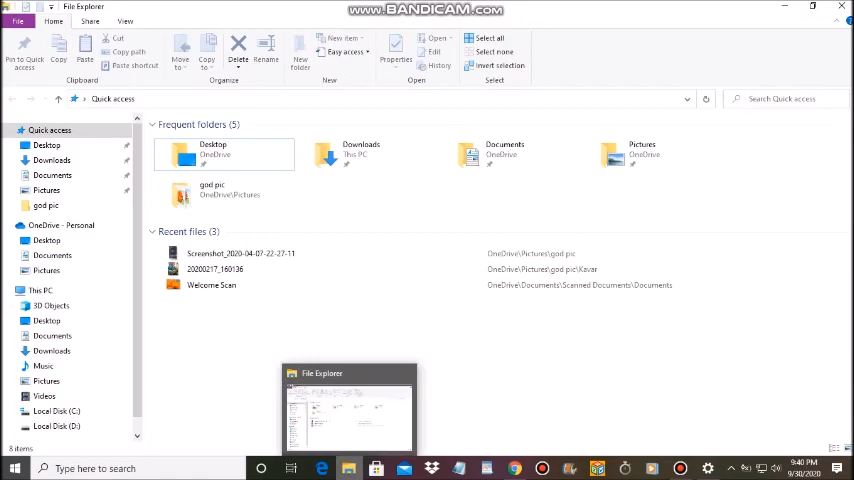 File Explorer
www.BANDICAM.com
File
Home
Share
View
Pin to Quick access
Copy
Paste
Cut
Copy path
Paste shortcut
Clipboard
Move to
Copy to
Delete
Rename
Organize
New folder
New item
Easy access
New
Properties
Open
Edit
History
Open
Select all
Select none
Invert selection
Select
Quick access
Search Quick access
Quick access
Desktop
Downloads
Documents
Pictures
god pic
OneDrive - Personal
Desktop
Documents
Pictures
This PC
3D Objects
Desktop
Documents
Downloads
Music
Pictures
Videos
Local Disk (C:)
Local Disk (D:)
Frequent folders (5)
Desktop
OneDrive
Downloads
This PC
Documents
OneDrive
Pictures
OneDrive
god pic
OneDrive\Pictures
Recent files (3)
Screenshot_2020-04-07-22-27-11 OneDrive\Pictures\god pic
20200217_160136 OneDrive\Pictures\god pic\Kavar
Welcome Scan OneDrive\Documents\Scanned Documents\Documents
File Explorer
8 items
Type here to search
9:40 PM
9/30/2020